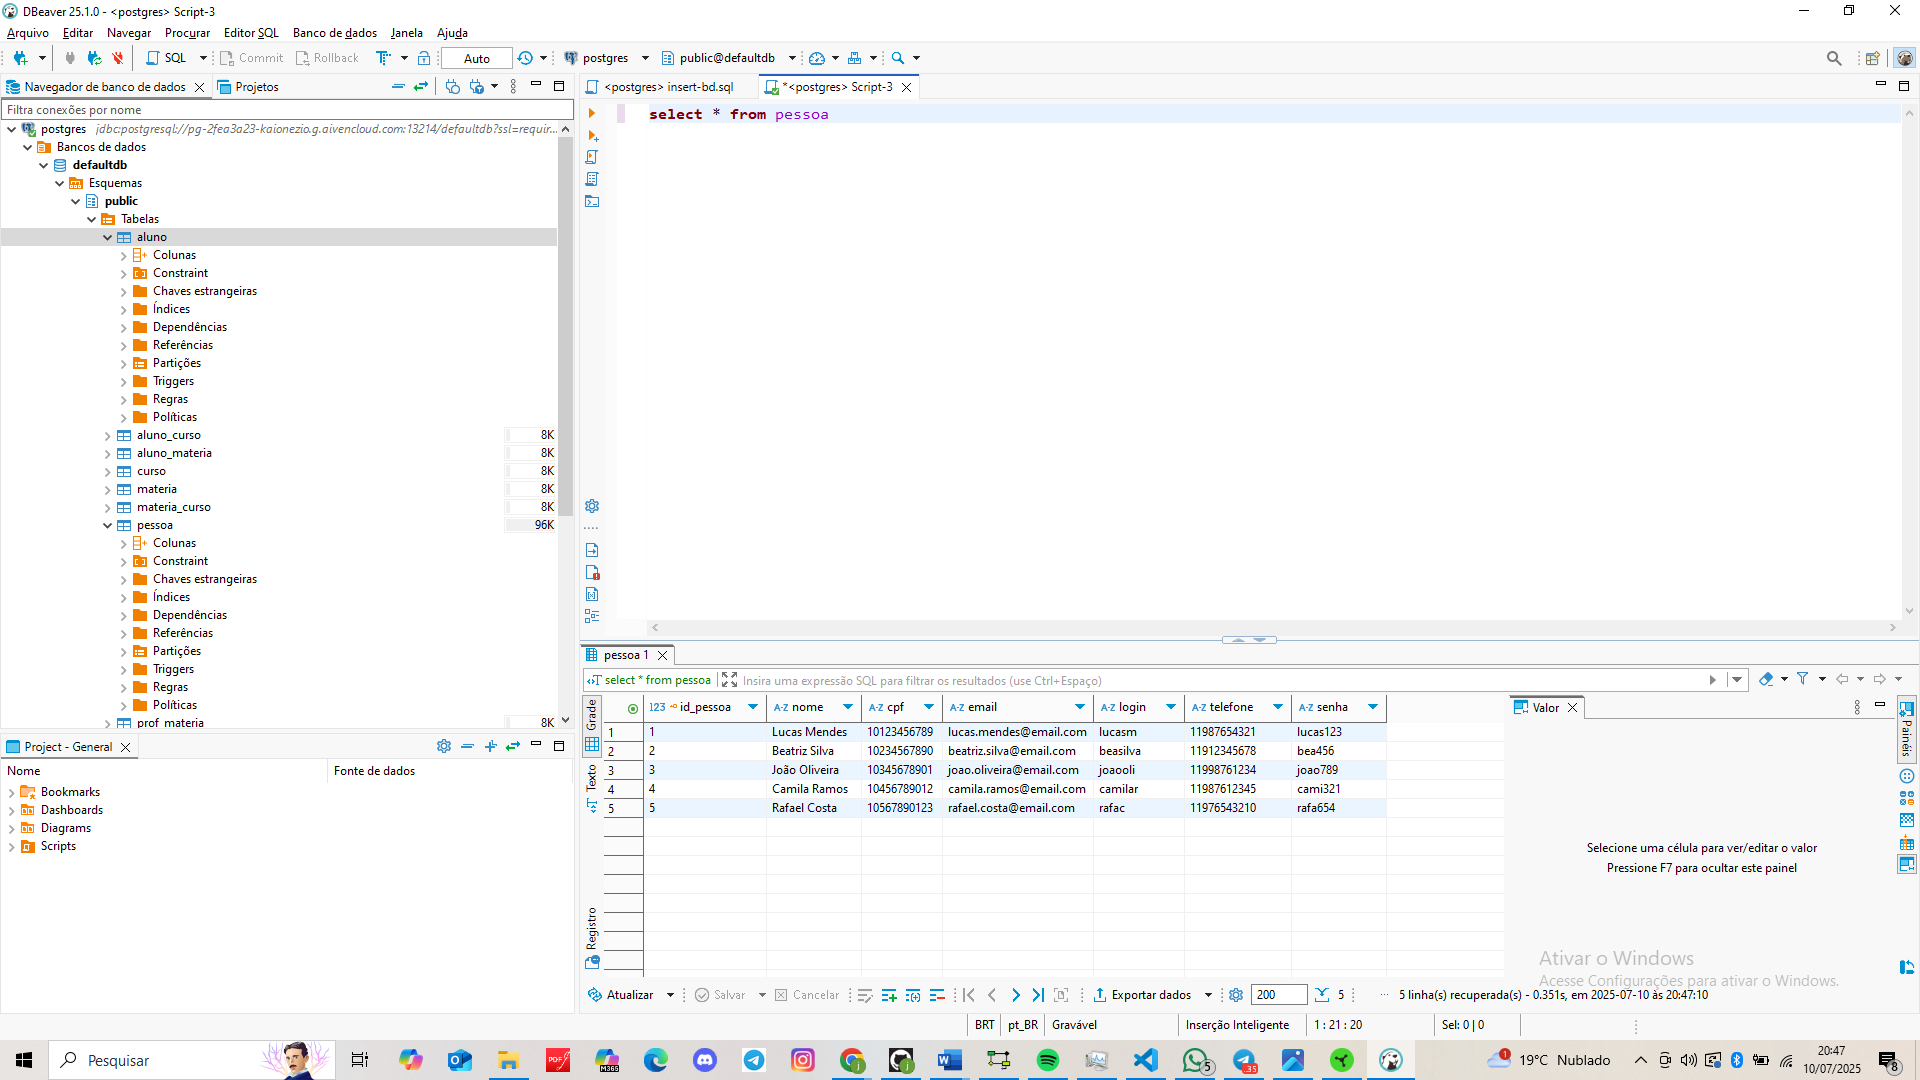 DBeaver 25.1.0 - <postgres> Script-3
Arquivo Editar Navegar Procurar Editor SQL Banco de dados Janela Ajuda
SQL Commit Rollback Auto postgres public@defaultdb
Navegador de banco de dados Projetos
<postgres> insert-bd.sql *<postgres> Script-3
Filtra conexões por nome
select * from pessoa
postgres jdbc:postgresql://pg-2fea3a23-kaionezio.g.aivencloud.com:13214/defaultdb?ssl=requir...
Bancos de dados
defaultdb
Esquemas
public
Tabelas
aluno
Colunas
Constraint
Chaves estrangeiras
Índices
Dependências
Referências
Partições
Triggers
Regras
Políticas
aluno_curso 8K
aluno_materia 8K
curso 8K
materia 8K
materia_curso 8K
pessoa 96K
Colunas
Constraint
Chaves estrangeiras
Índices
Dependências
Referências
Partições
Triggers
Regras
Políticas
prof_materia 8K
Project - General
Nome Fonte de dados
Bookmarks
Dashboards
Diagrams
Scripts
pessoa 1
select * from pessoa Insira uma expressão SQL para filtrar os resultados (use Ctrl+Espaço)
Grade
Texto
Registro
123 id_pessoa A-Z nome A-Z cpf A-Z email A-Z login A-Z telefone A-Z senha
1 1 Lucas Mendes 10123456789 lucas.mendes@email.com lucasm 11987654321 lucas123
2 2 Beatriz Silva 10234567890 beatriz.silva@email.com beasilva 11912345678 bea456
3 3 João Oliveira 10345678901 joao.oliveira@email.com joaooli 11998761234 joao789
4 4 Camila Ramos 10456789012 camila.ramos@email.com camilar 11987612345 cami321
5 5 Rafael Costa 10567890123 rafael.costa@email.com rafac 11976543210 rafa654
Valor
Painéis
Selecione uma célula para ver/editar o valor
Pressione F7 para ocultar este painel
Ativar o Windows
Acesse Configurações para ativar o Windows.
Atualizar Salvar Cancelar Exportar dados 200 5 5 linha(s) recuperada(s) - 0.351s, em 2025-07-10 às 20:47:10
BRT pt_BR Gravável Inserção Inteligente 1 : 21 : 20 Sel: 0 | 0
Pesquisar
PDF
M365
5
35
1
19°C Nublado
20:47
10/07/2025
8